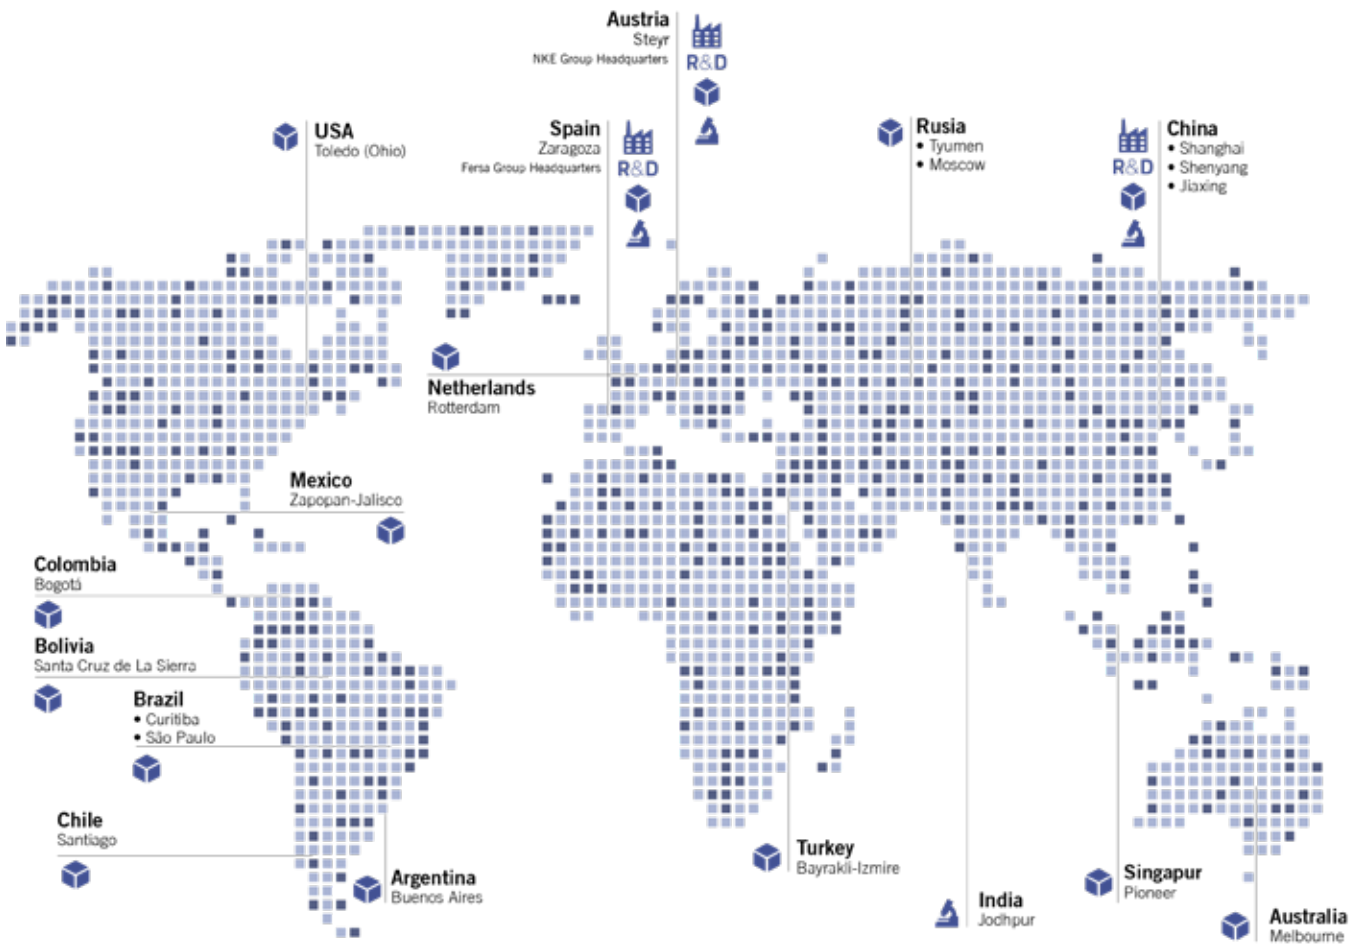 Austria
Steyr
NKE Group Headquarters
R&D
USA
Toledo (Ohio)
Spain
Zaragoza
Fersa Group Headquarters
R&D
Rusia
• Tyumen
• Moscow
R&D
China
• Shanghai
• Shenyang
• Jiaxing
Netherlands
Rotterdam
Mexico
Zapopan-Jalisco
Colombia
Bogotá
Bolivia
Santa Cruz de La Sierra
Brazil
• Curitiba
• São Paulo
Chile
Santiago
Argentina
Buenos Aires
Turkey
Bayrakli-Izmire
India
Jodhpur
Singapur
Pioneer
Australia
Melbourne